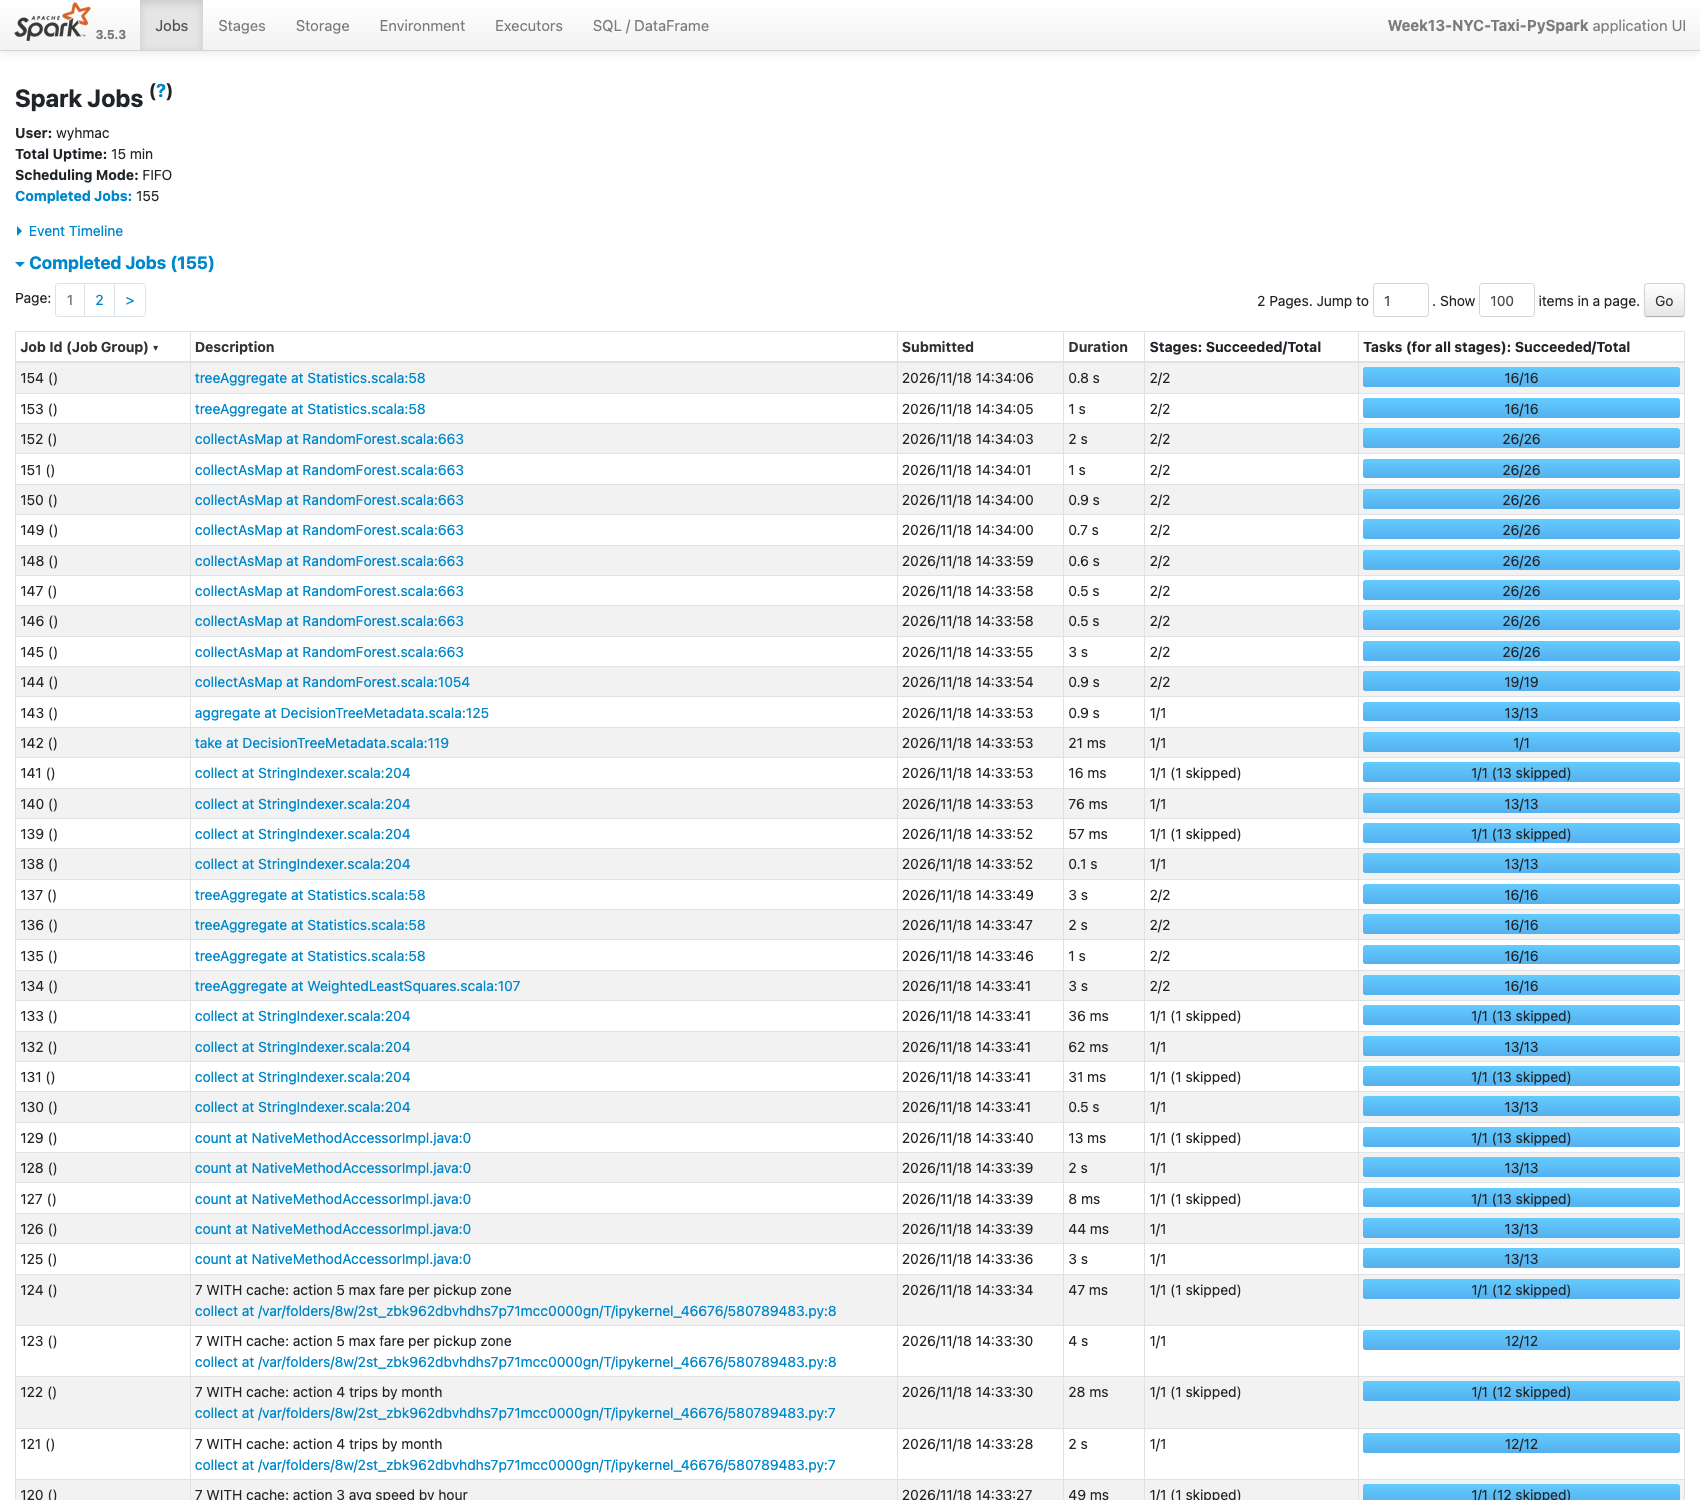 APACHE Spark 3.5.3 Jobs Stages Storage Environment Executors SQL / DataFrame Week13-NYC-Taxi-PySpark application UI
Spark Jobs (?)
User: wyhmac
Total Uptime: 15 min
Scheduling Mode: FIFO
Completed Jobs: 155
Event Timeline
Completed Jobs (155)
Page: 1 2 > 2 Pages. Jump to 1 . Show 100 items in a page. Go
Job Id (Job Group) ▾ Description Submitted Duration Stages: Succeeded/Total Tasks (for all stages): Succeeded/Total
154 () treeAggregate at Statistics.scala:58 2026/11/18 14:34:06 0.8 s 2/2 16/16
153 () treeAggregate at Statistics.scala:58 2026/11/18 14:34:05 1 s 2/2 16/16
152 () collectAsMap at RandomForest.scala:663 2026/11/18 14:34:03 2 s 2/2 26/26
151 () collectAsMap at RandomForest.scala:663 2026/11/18 14:34:01 1 s 2/2 26/26
150 () collectAsMap at RandomForest.scala:663 2026/11/18 14:34:00 0.9 s 2/2 26/26
149 () collectAsMap at RandomForest.scala:663 2026/11/18 14:34:00 0.7 s 2/2 26/26
148 () collectAsMap at RandomForest.scala:663 2026/11/18 14:33:59 0.6 s 2/2 26/26
147 () collectAsMap at RandomForest.scala:663 2026/11/18 14:33:58 0.5 s 2/2 26/26
146 () collectAsMap at RandomForest.scala:663 2026/11/18 14:33:58 0.5 s 2/2 26/26
145 () collectAsMap at RandomForest.scala:663 2026/11/18 14:33:55 3 s 2/2 26/26
144 () collectAsMap at RandomForest.scala:1054 2026/11/18 14:33:54 0.9 s 2/2 19/19
143 () aggregate at DecisionTreeMetadata.scala:125 2026/11/18 14:33:53 0.9 s 1/1 13/13
142 () take at DecisionTreeMetadata.scala:119 2026/11/18 14:33:53 21 ms 1/1 1/1
141 () collect at StringIndexer.scala:204 2026/11/18 14:33:53 16 ms 1/1 (1 skipped) 1/1 (13 skipped)
140 () collect at StringIndexer.scala:204 2026/11/18 14:33:53 76 ms 1/1 13/13
139 () collect at StringIndexer.scala:204 2026/11/18 14:33:52 57 ms 1/1 (1 skipped) 1/1 (13 skipped)
138 () collect at StringIndexer.scala:204 2026/11/18 14:33:52 0.1 s 1/1 13/13
137 () treeAggregate at Statistics.scala:58 2026/11/18 14:33:49 3 s 2/2 16/16
136 () treeAggregate at Statistics.scala:58 2026/11/18 14:33:47 2 s 2/2 16/16
135 () treeAggregate at Statistics.scala:58 2026/11/18 14:33:46 1 s 2/2 16/16
134 () treeAggregate at WeightedLeastSquares.scala:107 2026/11/18 14:33:41 3 s 2/2 16/16
133 () collect at StringIndexer.scala:204 2026/11/18 14:33:41 36 ms 1/1 (1 skipped) 1/1 (13 skipped)
132 () collect at StringIndexer.scala:204 2026/11/18 14:33:41 62 ms 1/1 13/13
131 () collect at StringIndexer.scala:204 2026/11/18 14:33:41 31 ms 1/1 (1 skipped) 1/1 (13 skipped)
130 () collect at StringIndexer.scala:204 2026/11/18 14:33:41 0.5 s 1/1 13/13
129 () count at NativeMethodAccessorImpl.java:0 2026/11/18 14:33:40 13 ms 1/1 (1 skipped) 1/1 (13 skipped)
128 () count at NativeMethodAccessorImpl.java:0 2026/11/18 14:33:39 2 s 1/1 13/13
127 () count at NativeMethodAccessorImpl.java:0 2026/11/18 14:33:39 8 ms 1/1 (1 skipped) 1/1 (13 skipped)
126 () count at NativeMethodAccessorImpl.java:0 2026/11/18 14:33:39 44 ms 1/1 13/13
125 () count at NativeMethodAccessorImpl.java:0 2026/11/18 14:33:36 3 s 1/1 13/13
124 () 7 WITH cache: action 5 max fare per pickup zone 2026/11/18 14:33:34 47 ms 1/1 (1 skipped) 1/1 (12 skipped)
collect at /var/folders/8w/2st_zbk962dbvhdhs7p71mcc0000gn/T/ipykernel_46676/580789483.py:8
123 () 7 WITH cache: action 5 max fare per pickup zone 2026/11/18 14:33:30 4 s 1/1 12/12
collect at /var/folders/8w/2st_zbk962dbvhdhs7p71mcc0000gn/T/ipykernel_46676/580789483.py:8
122 () 7 WITH cache: action 4 trips by month 2026/11/18 14:33:30 28 ms 1/1 (1 skipped) 1/1 (12 skipped)
collect at /var/folders/8w/2st_zbk962dbvhdhs7p71mcc0000gn/T/ipykernel_46676/580789483.py:7
121 () 7 WITH cache: action 4 trips by month 2026/11/18 14:33:28 2 s 1/1 12/12
collect at /var/folders/8w/2st_zbk962dbvhdhs7p71mcc0000gn/T/ipykernel_46676/580789483.py:7
120 () 7 WITH cache: action 3 avg speed by hour 2026/11/18 14:33:27 49 ms 1/1 (1 skipped) 1/1 (12 skipped)